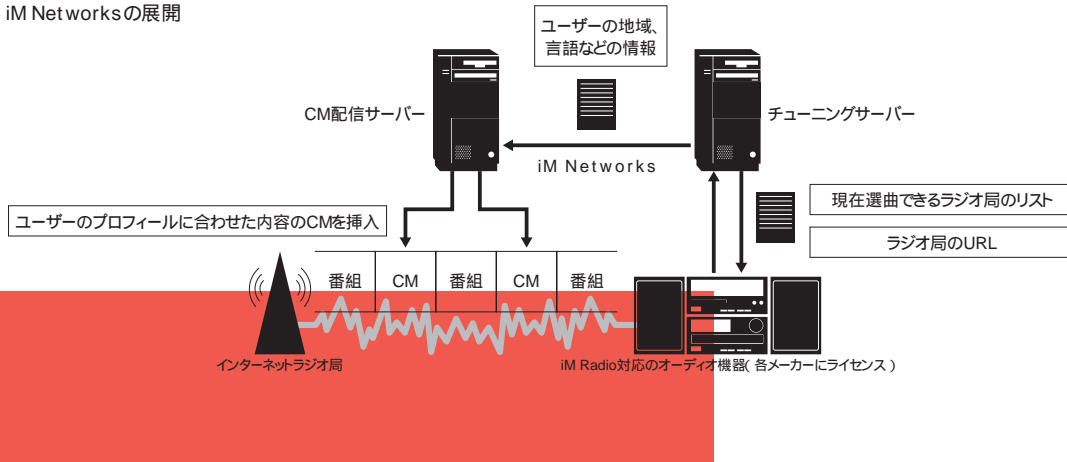 iM Networksの展開
ユーザーの地域、
言語などの情報
CM配信サーバー
チューニングサーバー
iM Networks
現在選曲できるラジオ局のリスト
ユーザーのプロフィールに合わせた内容のCMを挿入
ラジオ局のURL
番組 CM 番組 CM 番組
インターネットラジオ局
iM Radio対応のオーディオ機器(各メーカーにライセンス)